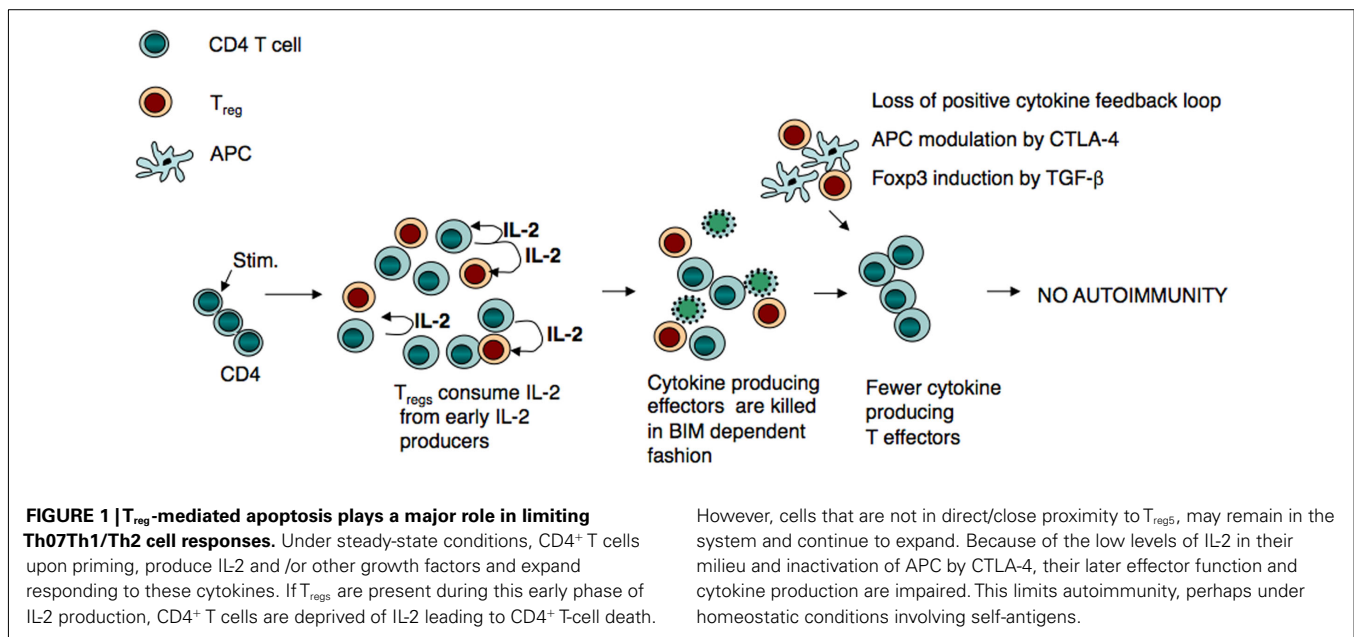 CD4 T cell
Treg
APC
Loss of positive cytokine feedback loop
APC modulation by CTLA-4
Foxp3 induction by TGF-β
Stim.
CD4
IL-2
IL-2
IL-2
IL-2
Tregs consume IL-2
from early IL-2
producers
Cytokine producing
effectors are killed
in BIM dependent
fashion
Fewer cytokine
producing
T effectors
NO AUTOIMMUNITY
FIGURE 1 | Treg-mediated apoptosis plays a major role in limiting
Th07Th1/Th2 cell responses. Under steady-state conditions, CD4+ T cells
upon priming, produce IL-2 and /or other growth factors and expand
responding to these cytokines. If Tregs are present during this early phase of
IL-2 production, CD4+ T cells are deprived of IL-2 leading to CD4+ T-cell death.
However, cells that are not in direct/close proximity to Treg5, may remain in the
system and continue to expand. Because of the low levels of IL-2 in their
milieu and inactivation of APC by CTLA-4, their later effector function and
cytokine production are impaired. This limits autoimmunity, perhaps under
homeostatic conditions involving self-antigens.